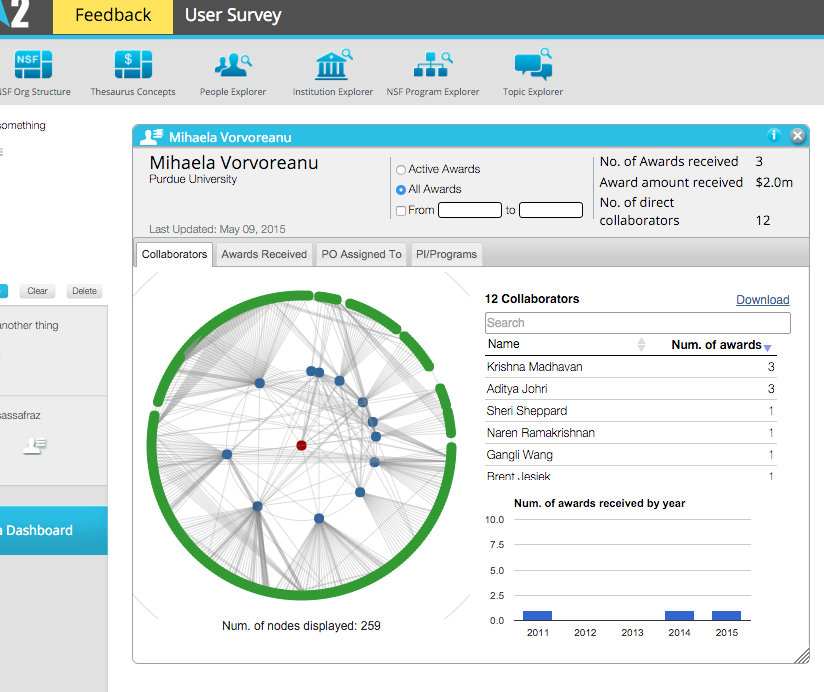 2
Feedback
User Survey
NSF
NSF Org Structure
$
Thesaurus Concepts
People Explorer
Institution Explorer
NSF Program Explorer
Topic Explorer
something
Clear
Delete
another thing
sassafraz
Dashboard
Mihaela Vorvoreanu
i
Mihaela Vorvoreanu
Purdue University
Last Updated: May 09, 2015
Active Awards
All Awards
From to
No. of Awards received 3
Award amount received $2.0m
No. of direct
collaborators 12
Collaborators
Awards Received
PO Assigned To
PI/Programs
Num. of nodes displayed: 259
12 Collaborators
Download
Search
Name Num. of awards
Krishna Madhavan 3
Aditya Johri 3
Sheri Sheppard 1
Naren Ramakrishnan 1
Gangli Wang 1
Brent Jesiek 1
Num. of awards received by year
10.0
7.5
5.0
2.5
0.0
2011 2012 2013 2014 2015